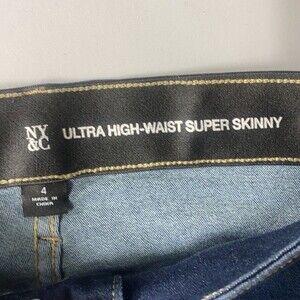 NY
&C
ULTRA HIGH-WAIST SUPER SKINNY
4
MADE IN
CHINA